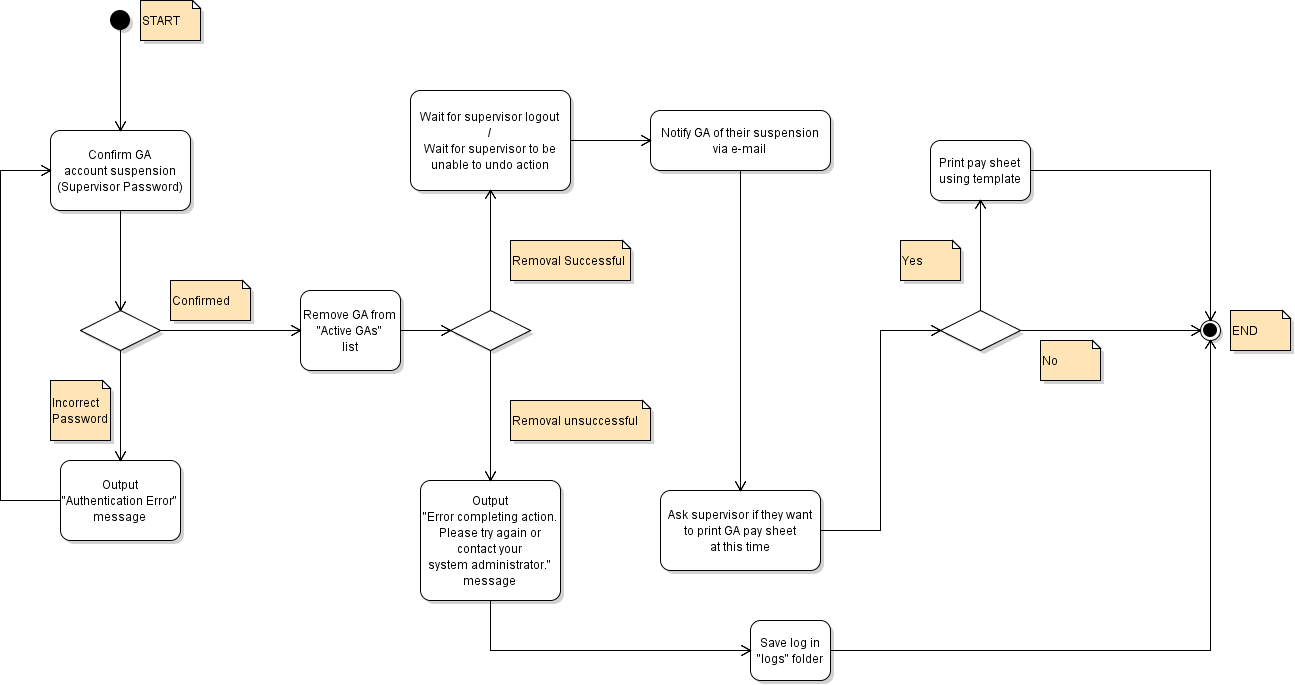 START
Confirm GA
account suspension
(Supervisor Password)
Confirmed
Incorrect
Password
Output
"Authentication Error"
message
Remove GA from
"Active GAs"
list
Wait for supervisor logout
/
Wait for supervisor to be
unable to undo action
Removal Successful
Removal unsuccessful
Output
"Error completing action.
Please try again or
contact your
system administrator."
message
Notify GA of their suspension
via e-mail
Ask supervisor if they want
to print GA pay sheet
at this time
Save log in
"logs" folder
Print pay sheet
using template
Yes
No
END